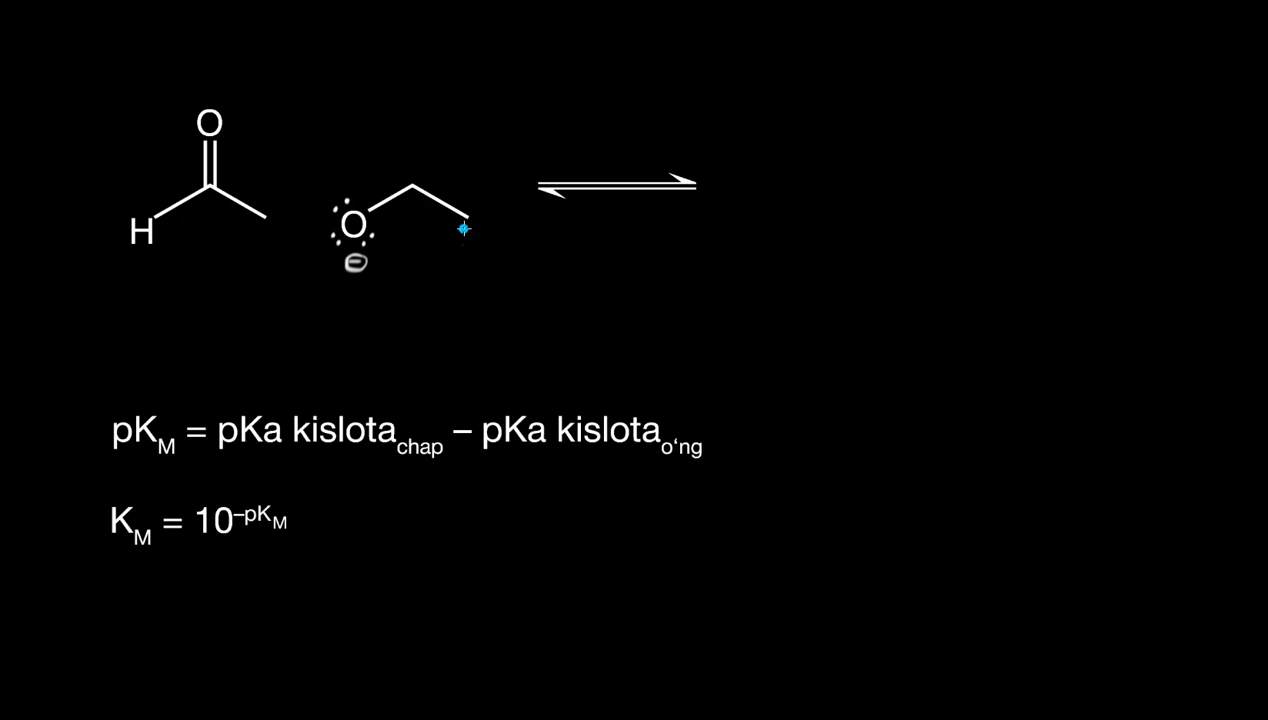 O
H O
⊖
pK_M = pKa kislota_chap – pKa kislota_o‘ng
K_M = 10^–pK_M